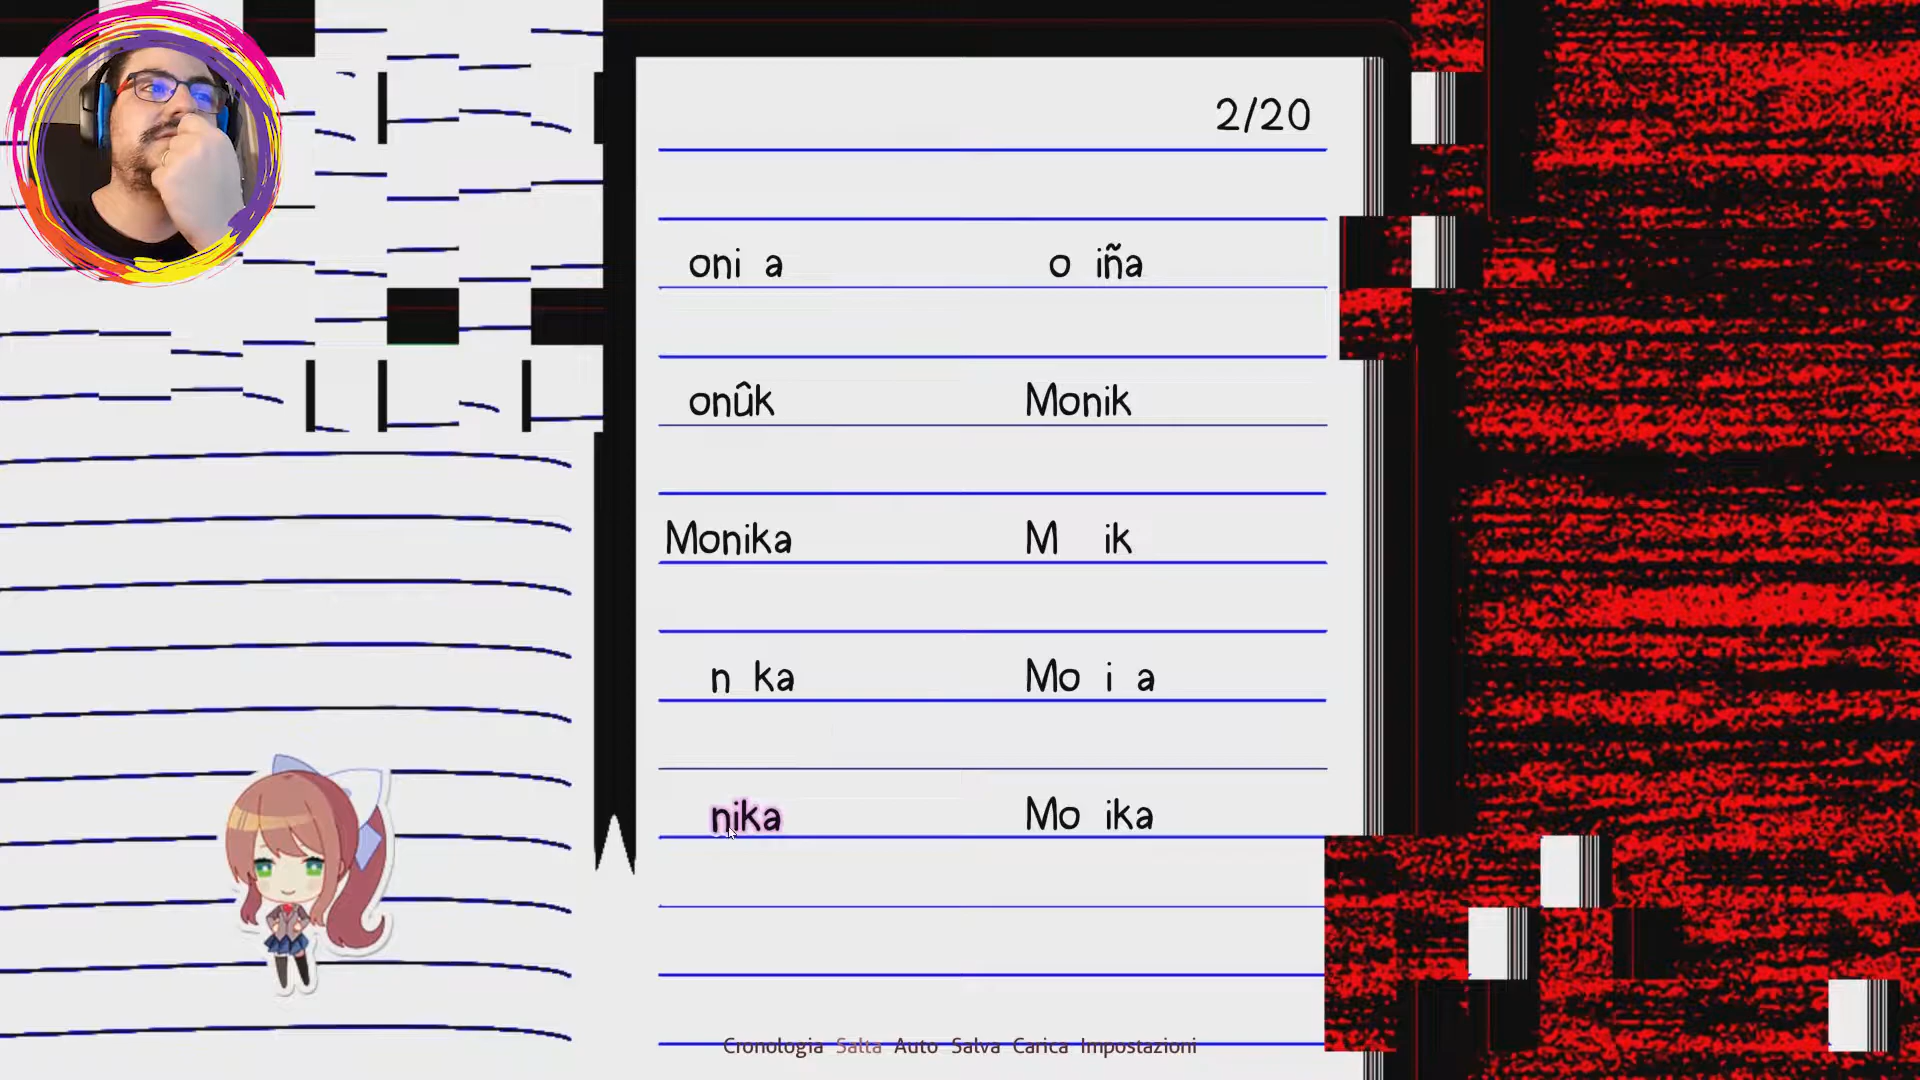 2/20
oni a o iña
onûk Monik
Monika M ik
n ka Mo i a
nika Mo ika
Cronologia Salta Auto Salva Carica Impostazioni